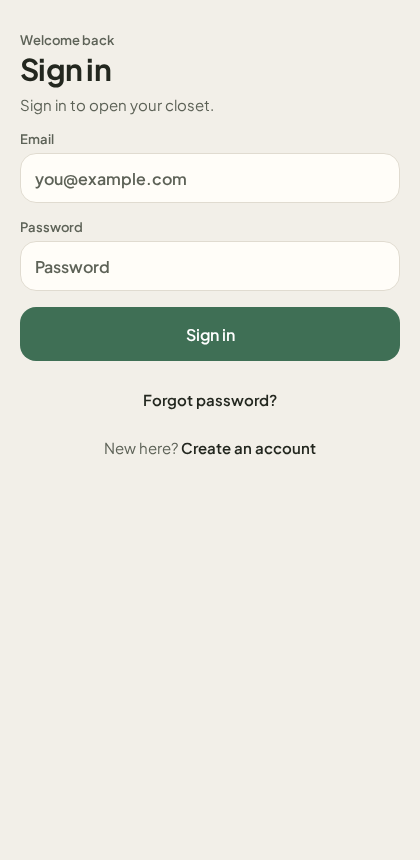 Welcome back
Sign in
Sign in to open your closet.
Email
you@example.com
Password
Password
Sign in
Forgot password?
New here? Create an account